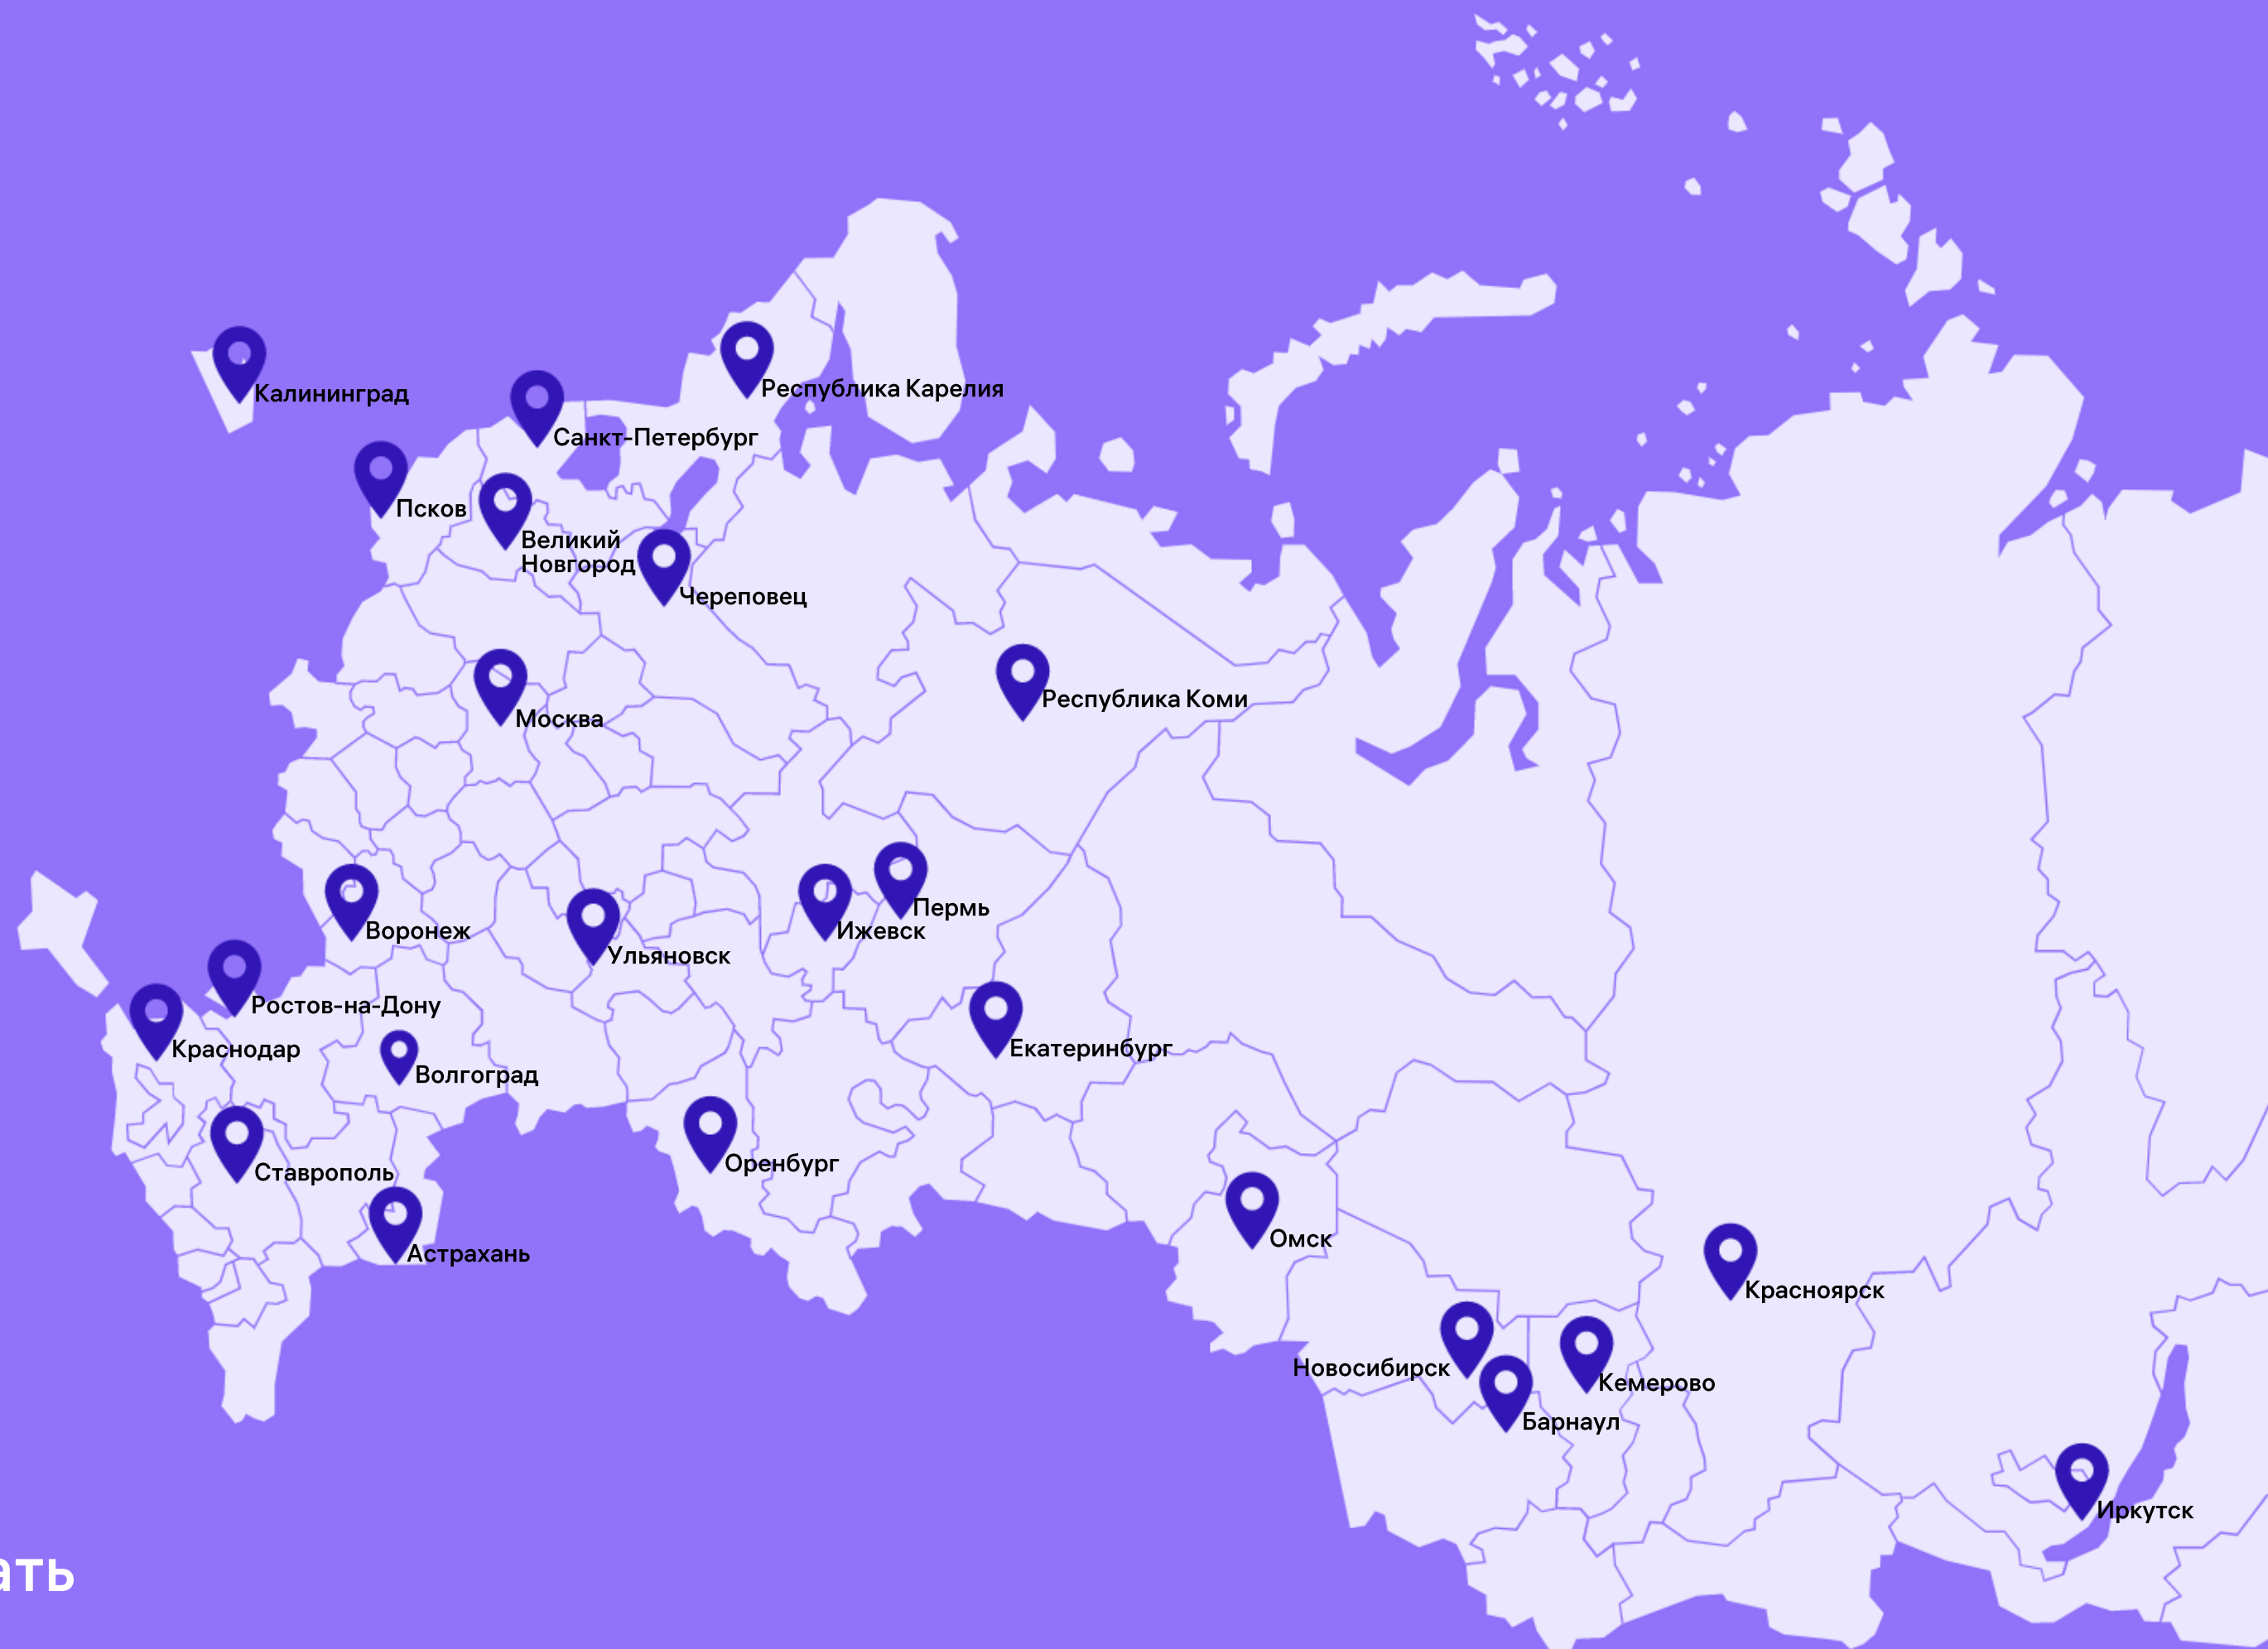 Республика Карелия
Калининград
Санкт-Петербург
Псков
Великий
Новгород
Череповец
Республика Коми
Москва
Пермь
Воронеж
Ижевск
Ульяновск
Ростов-на-Дону
Екатеринбург
Краснодар
Волгоград
Оренбург
Ставрополь
Омск
Астрахань
Красноярск
Новосибирск
Кемерово
Барнаул
Иркутск
ать